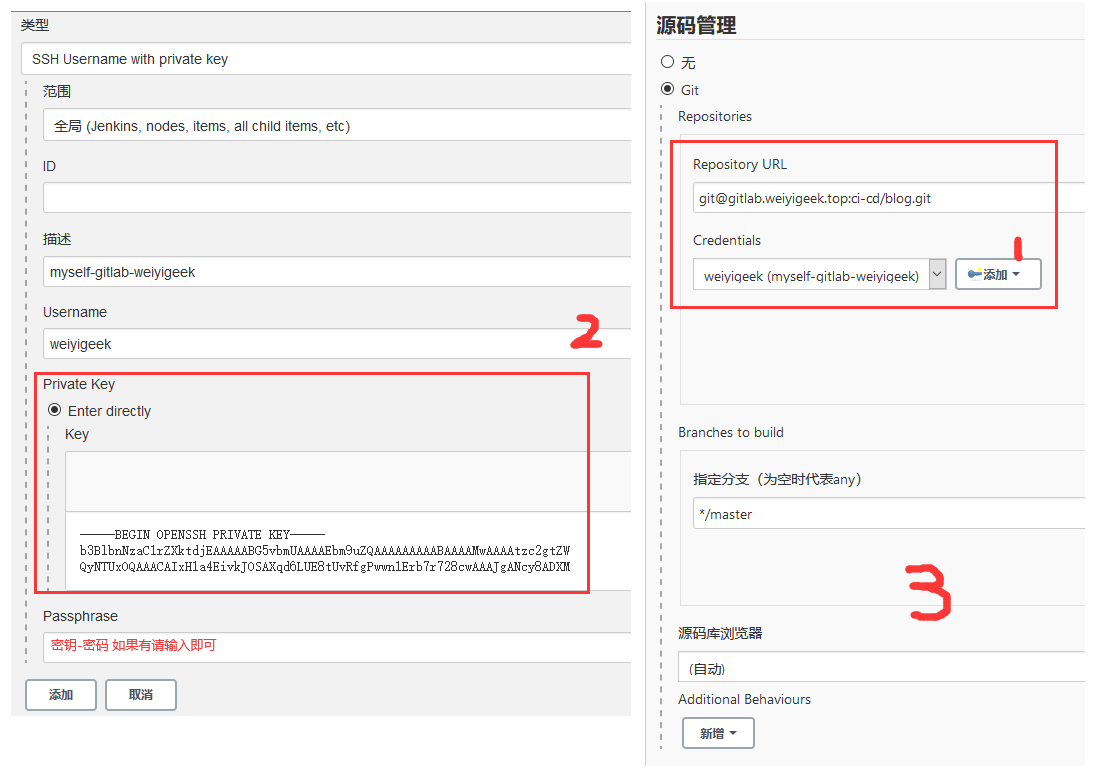 类型
SSH Username with private key
范围
全局 (Jenkins, nodes, items, all child items, etc)
ID
描述
myself-gitlab-weiyigeek
Username
weiyigeek
2
Private Key
Enter directly
Key
-----BEGIN OPENSSH PRIVATE KEY-----
b3BlbnNzaC1rZXktdjEAAAAABG5vbmUAAAAEbm9uZQAAAAAAAAABAAAAMwAAAAtzc2gtZW
QyNTUxOQAAACAIxH1a4EivkJOSAXqd6LUE8tUvRfgPwwn1Erb7r728cwAAAJgANcy8ADXM
Passphrase
密钥-密码 如果有请输入即可
添加
取消
源码管理
无
Git
Repositories
Repository URL
git@gitlab.weiyigeek.top:ci-cd/blog.git
Credentials
1
weiyigeek (myself-gitlab-weiyigeek)
添加
Branches to build
指定分支（为空时代表any）
*/master
3
源码库浏览器
(自动)
Additional Behaviours
新增